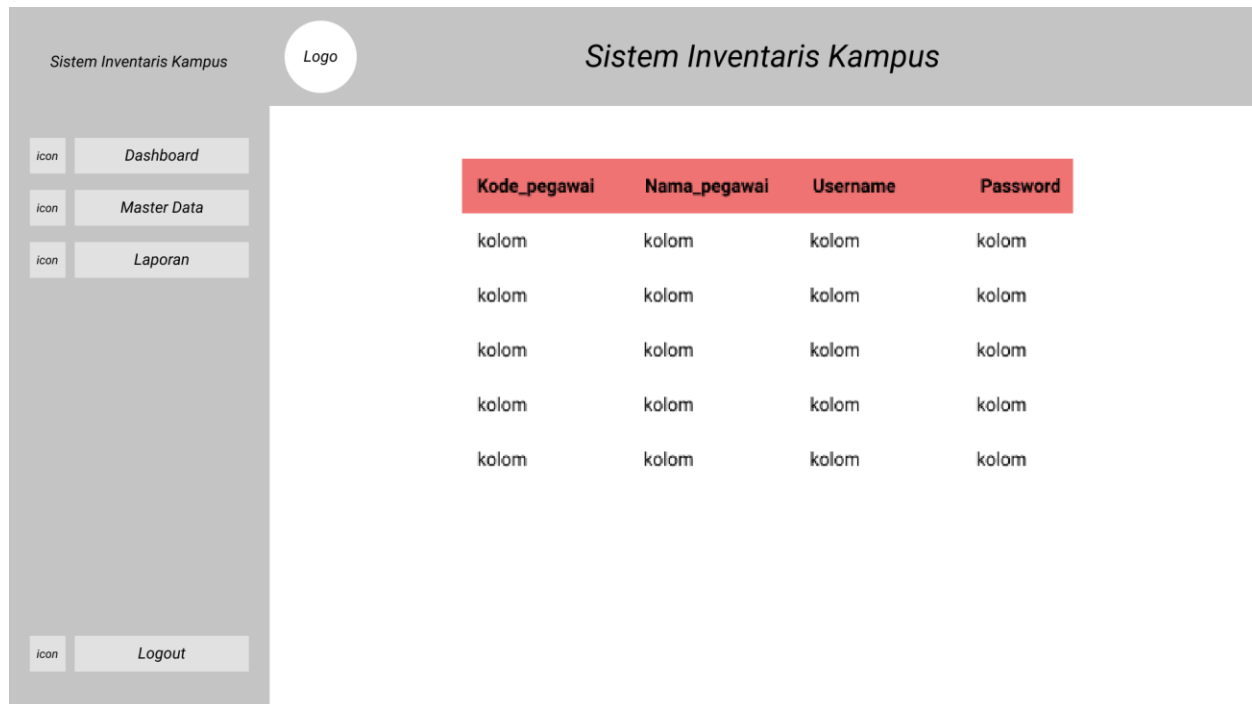 Sistem Inventaris Kampus
Logo
Sistem Inventaris Kampus
icon Dashboard
icon Master Data
icon Laporan
icon Logout
Kode_pegawai Nama_pegawai Username Password
kolom kolom kolom kolom
kolom kolom kolom kolom
kolom kolom kolom kolom
kolom kolom kolom kolom
kolom kolom kolom kolom